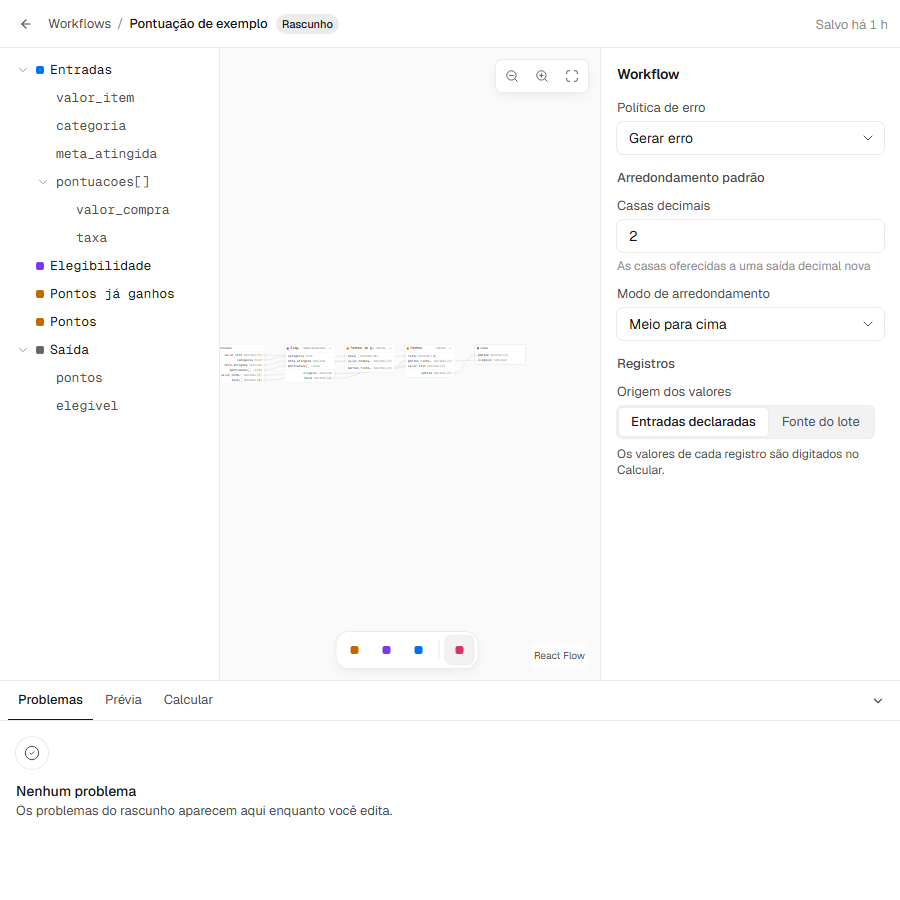 Workflows / Pontuação de exemplo Rascunho
Salvo há 1 h
Entradas
valor_item
categoria
meta_atingida
pontuacoes[]
valor_compra
taxa
Elegibilidade
Pontos já ganhos
Pontos
Saída
pontos
elegivel
React Flow
Workflow
Política de erro
Gerar erro
Arredondamento padrão
Casas decimais
2
As casas oferecidas a uma saída decimal nova
Modo de arredondamento
Meio para cima
Registros
Origem dos valores
Entradas declaradas Fonte do lote
Os valores de cada registro são digitados no
Calcular.
Problemas Prévia Calcular
Nenhum problema
Os problemas do rascunho aparecem aqui enquanto você edita.